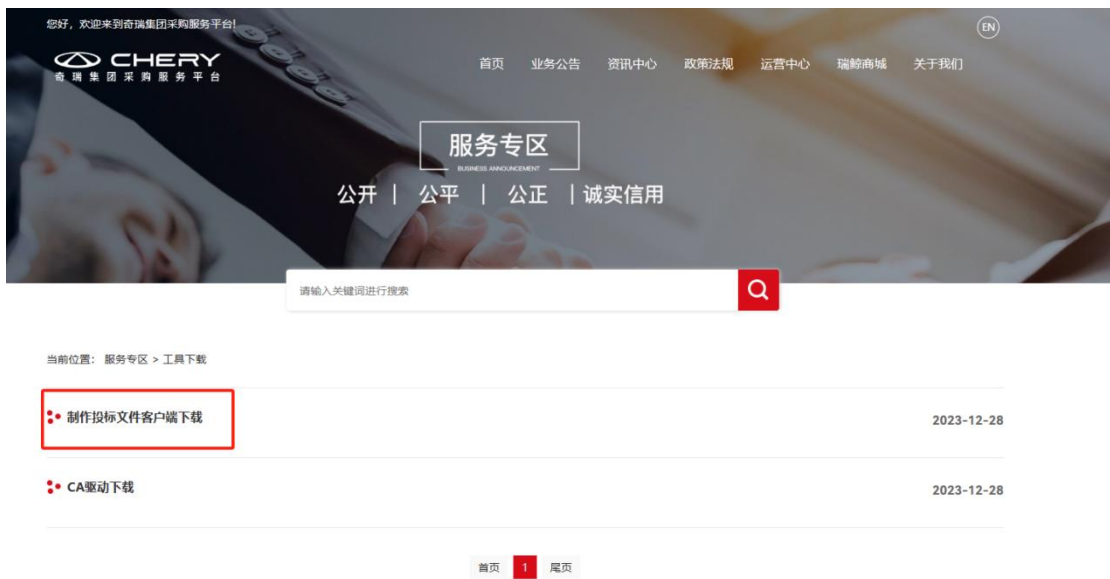 您好，欢迎来到奇瑞集团采购服务平台!
EN
CHERY
奇瑞集团采购服务平台
首页 业务公告 资讯中心 政策法规 运营中心 瑞鲸商城 关于我们
服务专区
BUSINESS ANNOUNCEMENT
公开 | 公平 | 公正 | 诚实信用
请输入关键词进行搜索
当前位置： 服务专区 > 工具下载
制作投标文件客户端下载 2023-12-28
CA驱动下载 2023-12-28
首页 1 尾页